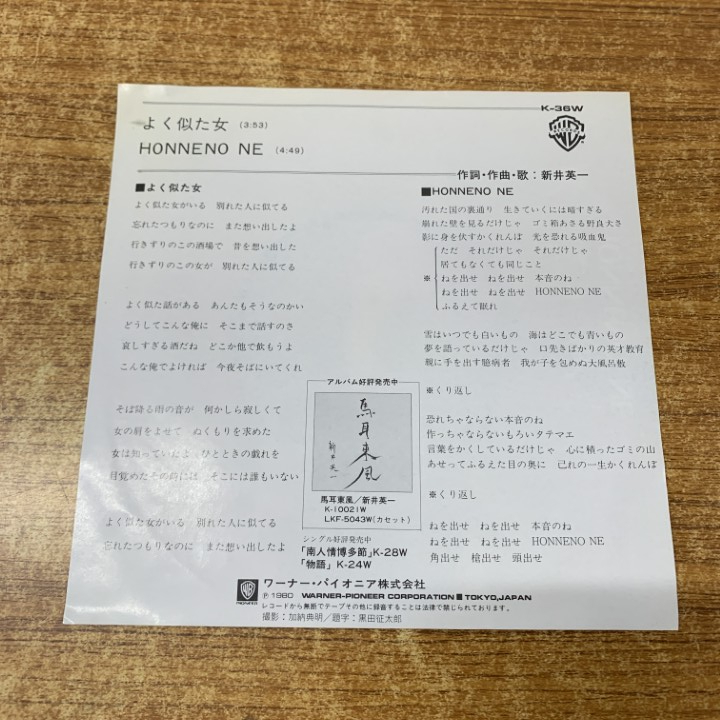 K-36W
よく似た女 (3:53)
HONNENO NE (4:49)
作詞・作曲・歌：新井英一
■よく似た女
よく似た女がいる 別れた人に似てる
忘れたつもりなのに また想い出したよ
行きずりのこの酒場で 昔を想い出した
行きずりのこの女が 別れた人に似てる
よく似た話がある あんたもそうなのかい
どうしてこんな俺に そこまで話すのさ
哀しすぎる酒だね どこか他で飲もうよ
こんな俺でよければ 今夜そばにいてくれ
そば降る雨の音が 何かしら寂しくて
女の肩をよせて ぬくもりを求めた
女は知っていたよ ひとときの戯れを
目覚めたその時には そこには誰もいない
よく似た女がいる 別れた人に似てる
忘れたつもりなのに また想い出したよ
■HONNENO NE
汚れた国の裏通り 生きていくには暗すぎる
崩れた壁を見るだけじゃ ゴミ箱あさる野良犬さ
影に身を伏すかくれんぼ 光を恐れる吸血鬼
ただ それだけじゃ それだけじゃ
居てもなくても同じこと
※ ねを出せ ねを出せ 本音のね
ねを出せ ねを出せ HONNENO NE
ふるえて眠れ
雪はいつでも白いもの 海はどこでも青いもの
夢を語っているだけじゃ 口先きばかりの英才教育
親に手を出す臆病者 我が子を包めぬ大風呂敷
※くり返し
恐れちゃならない本音のね
作っちゃならないもろいタテマエ
言葉をかくしているだけじゃ 心に積ったゴミの山
あせってふるえた目の奥に 己れの一生かくれんぼ
※くり返し
ねを出せ ねを出せ 本音のね
ねを出せ ねを出せ HONNENO NE
角出せ 槍出せ 頭出せ
アルバム好評発売中
馬耳東風
新井英一
馬耳東風／新井英一
K-10021W
LKF-5043W(カセット)
シングル好評発売中
「南人情博多節」K-28W
「物語」K-24W
ワーナー・パイオニア株式会社
Ⓟ 1980 WARNER-PIONEER CORPORATION ■ TOKYO, JAPAN
レコードから無断でテープその他に録音することは法律で禁じられております。
撮影：加納典明／題字：黒田征太郎